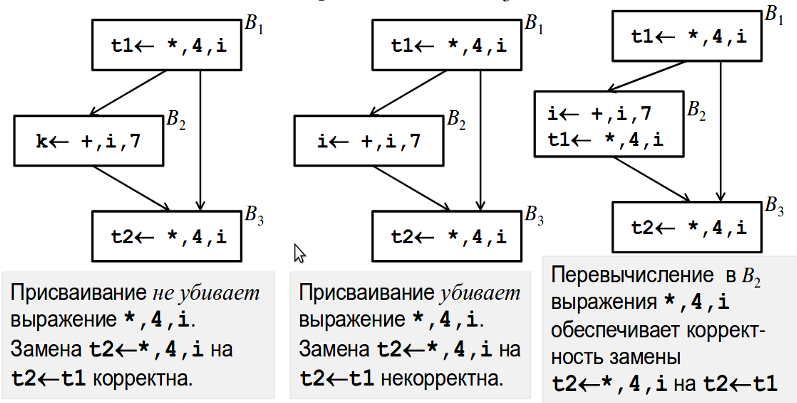 B1
t1← *,4,i
B2
k← +,i,7
B3
t2← *,4,i
Присваивание не убивает
выражение *,4,i.
Замена t2←*,4,i на
t2←t1 корректна.
B1
t1← *,4,i
B2
i← +,i,7
B3
t2← *,4,i
Присваивание убивает
выражение *,4,i.
Замена t2←*,4,i на
t2←t1 некорректна.
B1
t1← *,4,i
B2
i← +,i,7
t1← *,4,i
B3
t2← *,4,i
Перевычисление в B2
выражения *,4,i
обеспечивает коррект-
ность замены
t2←*,4,i на t2←t1